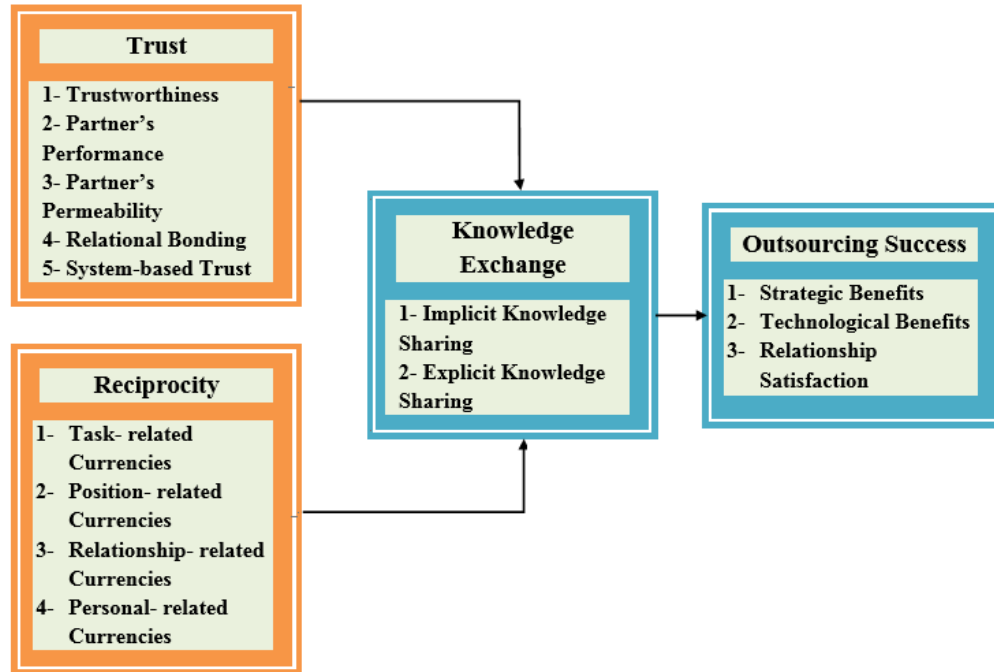 Trust
1- Trustworthiness
2- Partner's
Performance
3- Partner's
Permeability
4- Relational Bonding
5- System-based Trust
Reciprocity
1- Task- related
Currencies
2- Position- related
Currencies
3- Relationship- related
Currencies
4- Personal- related
Currencies
Knowledge
Exchange
1- Implicit Knowledge
Sharing
2- Explicit Knowledge
Sharing
Outsourcing Success
1- Strategic Benefits
2- Technological Benefits
3- Relationship
Satisfaction